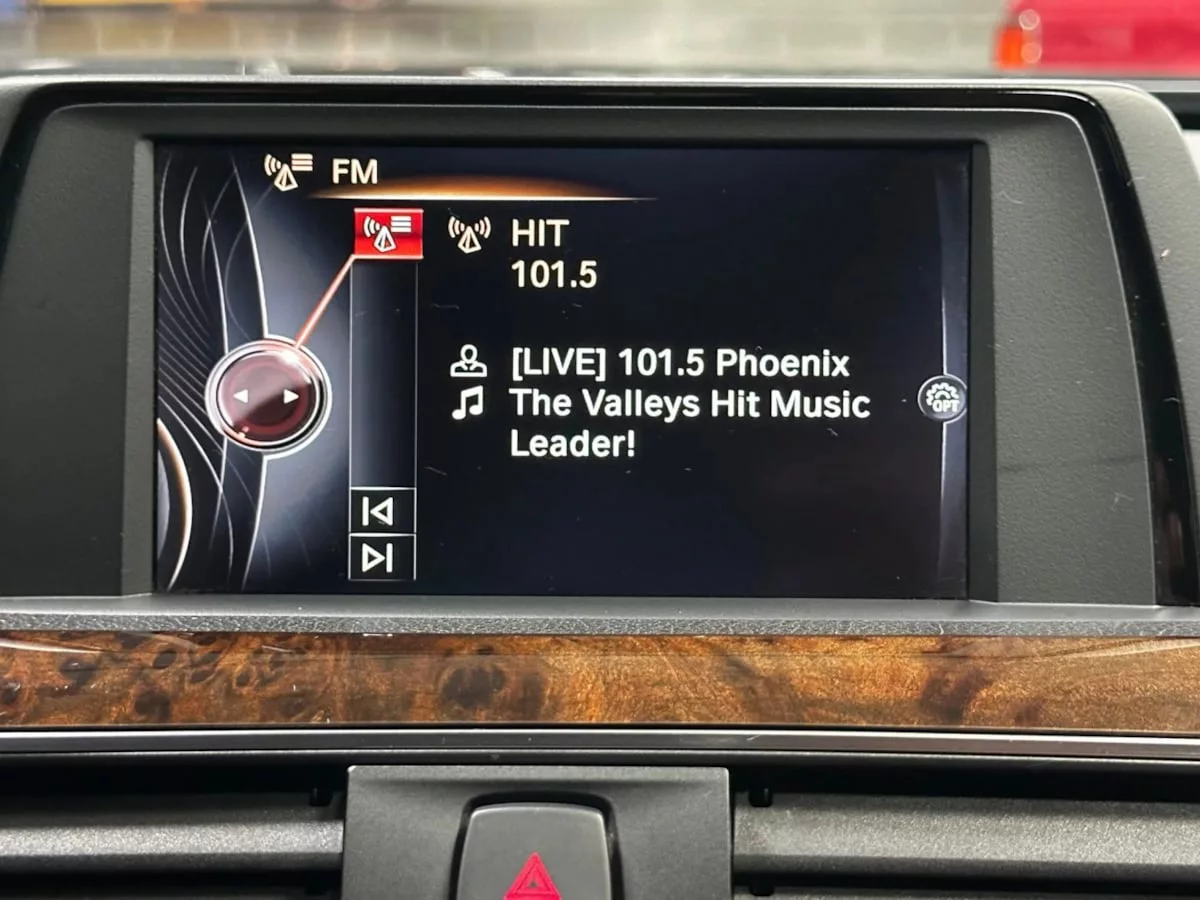 FM
HIT
101.5
[LIVE] 101.5 Phoenix
The Valleys Hit Music
Leader!
OPT